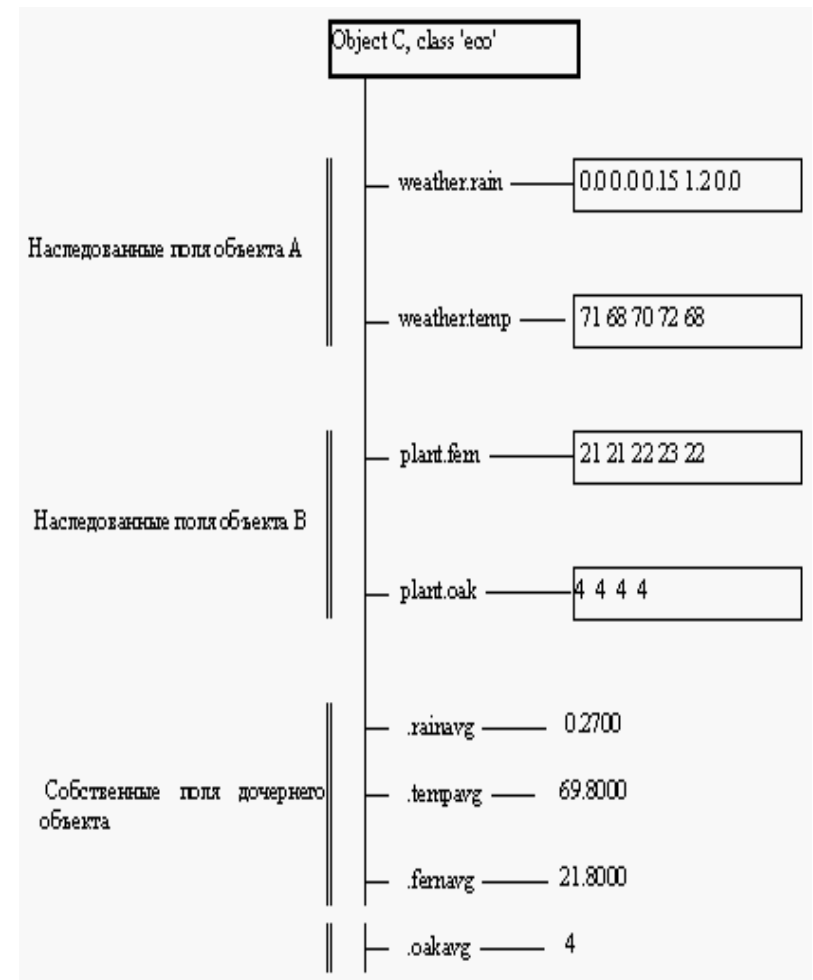 Object C, class 'eco'
weather.rain 0.0 0.0 0.15 1.2 0.0
Наследованные поля объекта A
weather.temp 71 68 70 72 68
plant.fern 21 21 22 23 22
Наследованные поля объекта B
plant.oak 4 4 4 4
.rainavg 0.2700
Собственные поля дочернего
.tempavg 69.8000
объекта
.fernavg 21.8000
.oakavg 4